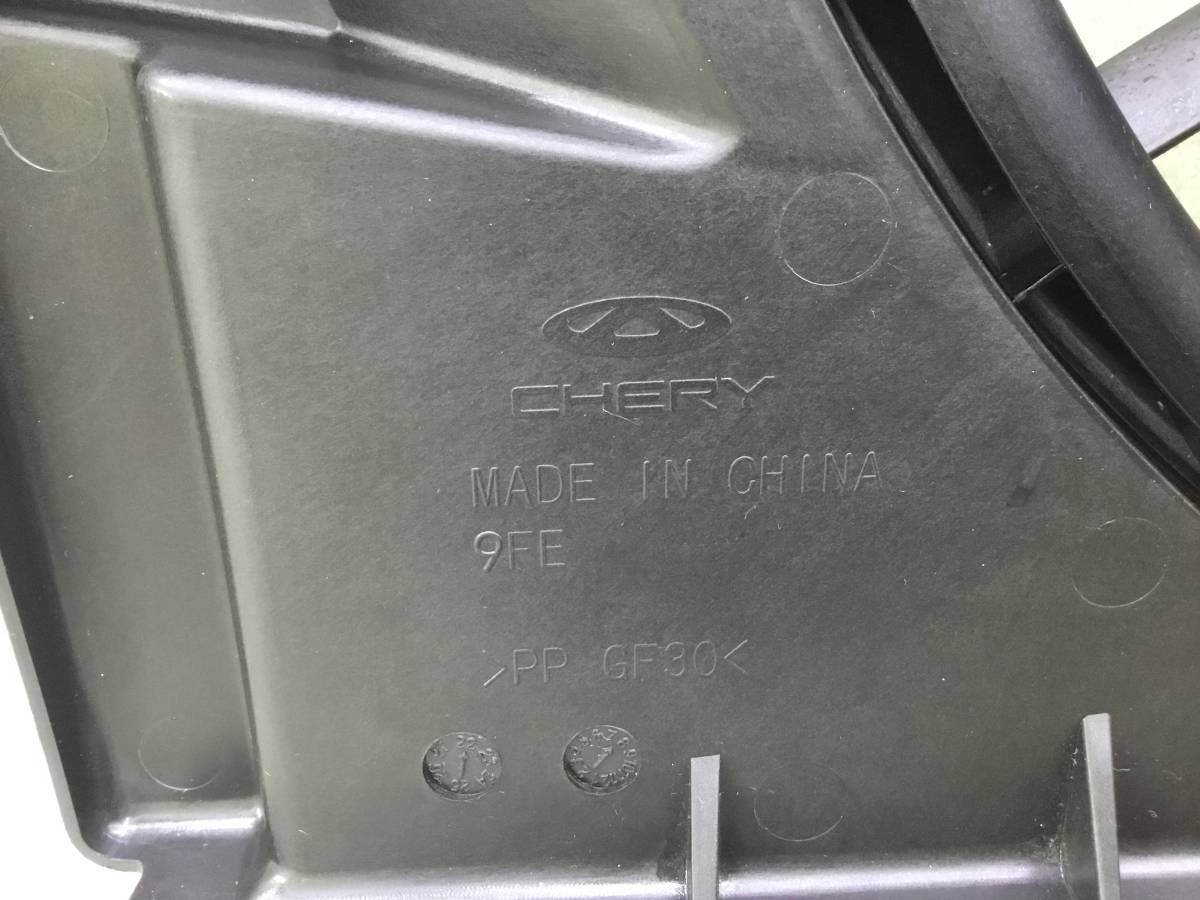 CHERY
MADE IN CHINA
9FE
>PP GF30<